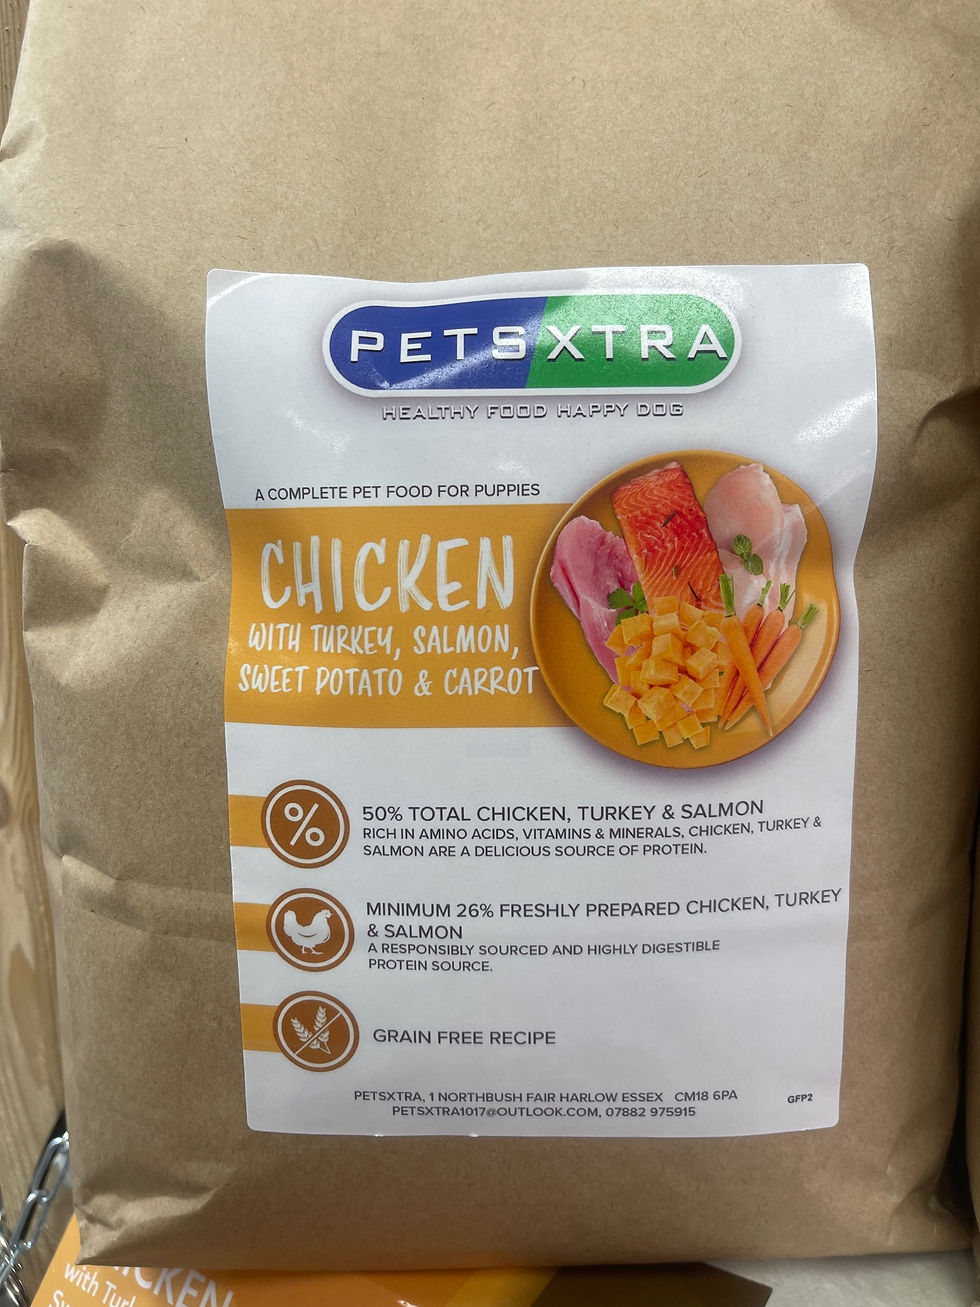 PETSXTRA
HEALTHY FOOD HAPPY DOG
A COMPLETE PET FOOD FOR PUPPIES
CHICKEN
WITH TURKEY, SALMON,
SWEET POTATO & CARROT
%
50% TOTAL CHICKEN, TURKEY & SALMON
RICH IN AMINO ACIDS, VITAMINS & MINERALS, CHICKEN, TURKEY &
SALMON ARE A DELICIOUS SOURCE OF PROTEIN.
MINIMUM 26% FRESHLY PREPARED CHICKEN, TURKEY
& SALMON
A RESPONSIBLY SOURCED AND HIGHLY DIGESTIBLE
PROTEIN SOURCE.
GRAIN FREE RECIPE
PETSXTRA, 1 NORTHBUSH FAIR HARLOW ESSEX CM18 6PA
GFP2
PETSXTRA1017@OUTLOOK.COM, 07882 975915
with